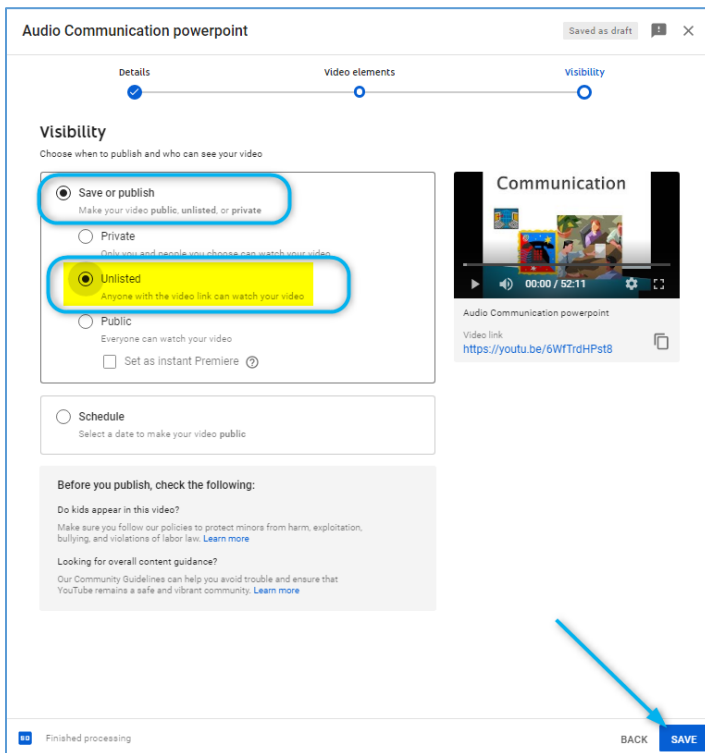 Audio Communication powerpoint
Saved as draft
Details
Video elements
Visibility
Visibility
Choose when to publish and who can see your video
Save or publish
Make your video public, unlisted, or private
Private
Only you and people you choose can watch your video
Unlisted
Anyone with the video link can watch your video
Public
Everyone can watch your video
Set as instant Premiere
Schedule
Select a date to make your video public
Before you publish, check the following:
Do kids appear in this video?
Make sure you follow our policies to protect minors from harm, exploitation,
bullying, and violations of labor law. Learn more
Looking for overall content guidance?
Our Community Guidelines can help you avoid trouble and ensure that
YouTube remains a safe and vibrant community. Learn more
Communication
00:00 / 52:11
Audio Communication powerpoint
Video link
https://youtu.be/6WfTrdHPst8
Finished processing
BACK
SAVE